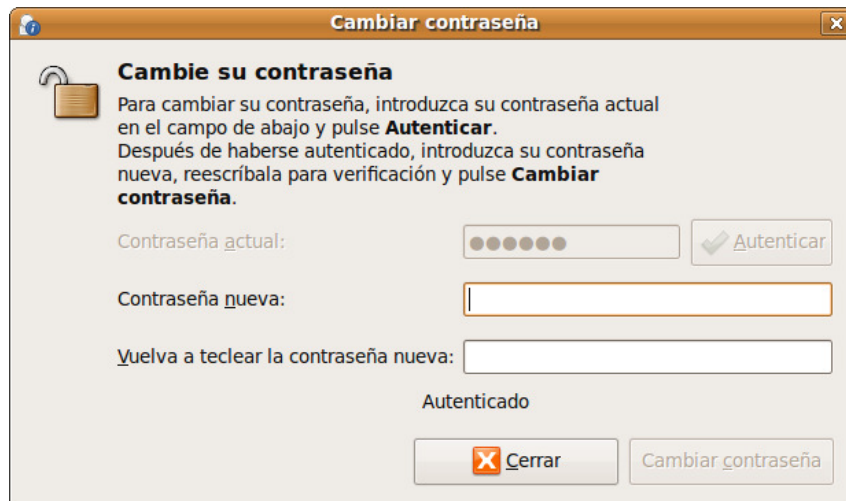 Cambiar contraseña
Cambie su contraseña
Para cambiar su contraseña, introduzca su contraseña actual
en el campo de abajo y pulse Autenticar.
Después de haberse autenticado, introduzca su contraseña
nueva, reescríbala para verificación y pulse Cambiar
contraseña.
Contraseña actual: Autenticar
Contraseña nueva:
Vuelva a teclear la contraseña nueva:
Autenticado
Cerrar Cambiar contraseña